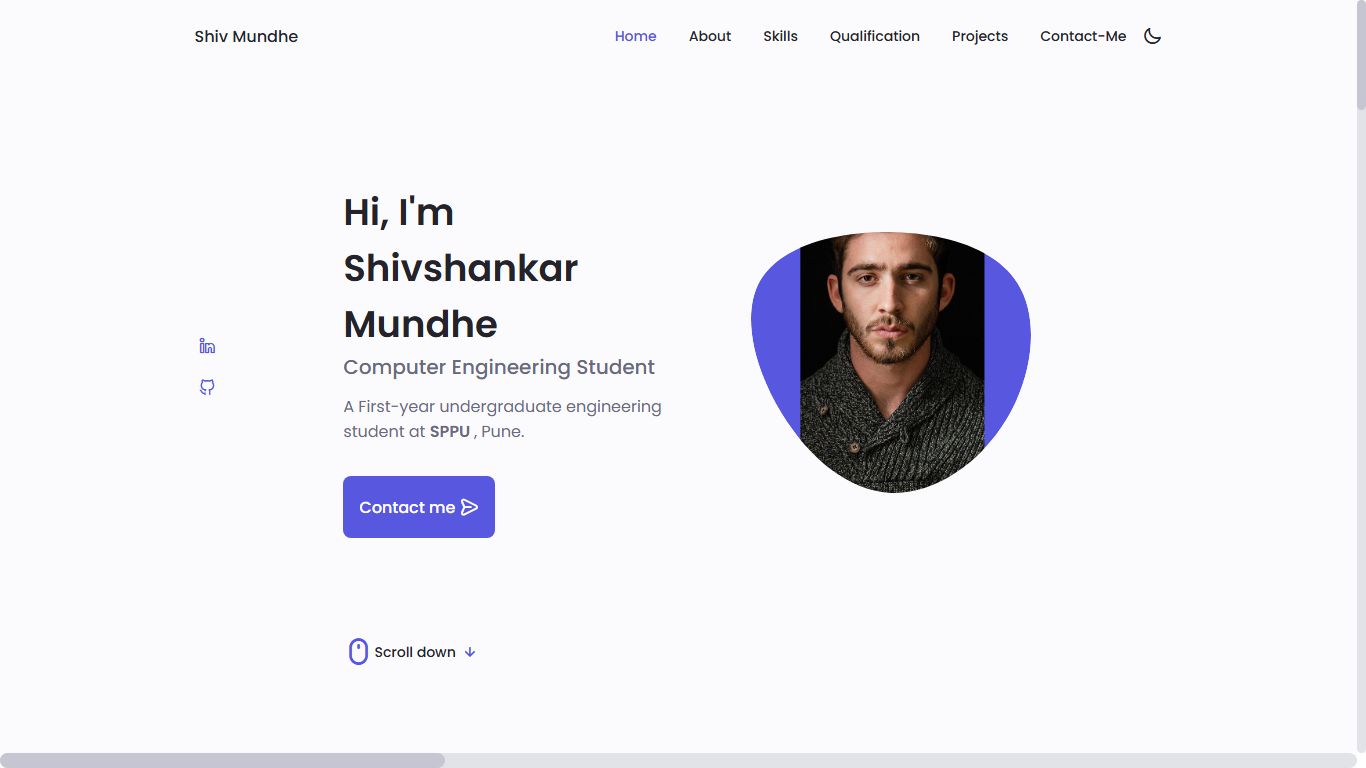 Shiv Mundhe
Home About Skills Qualification Projects Contact-Me
Hi, I'm
Shivshankar
Mundhe
Computer Engineering Student
A First-year undergraduate engineering
student at SPPU , Pune.
Contact me
Scroll down